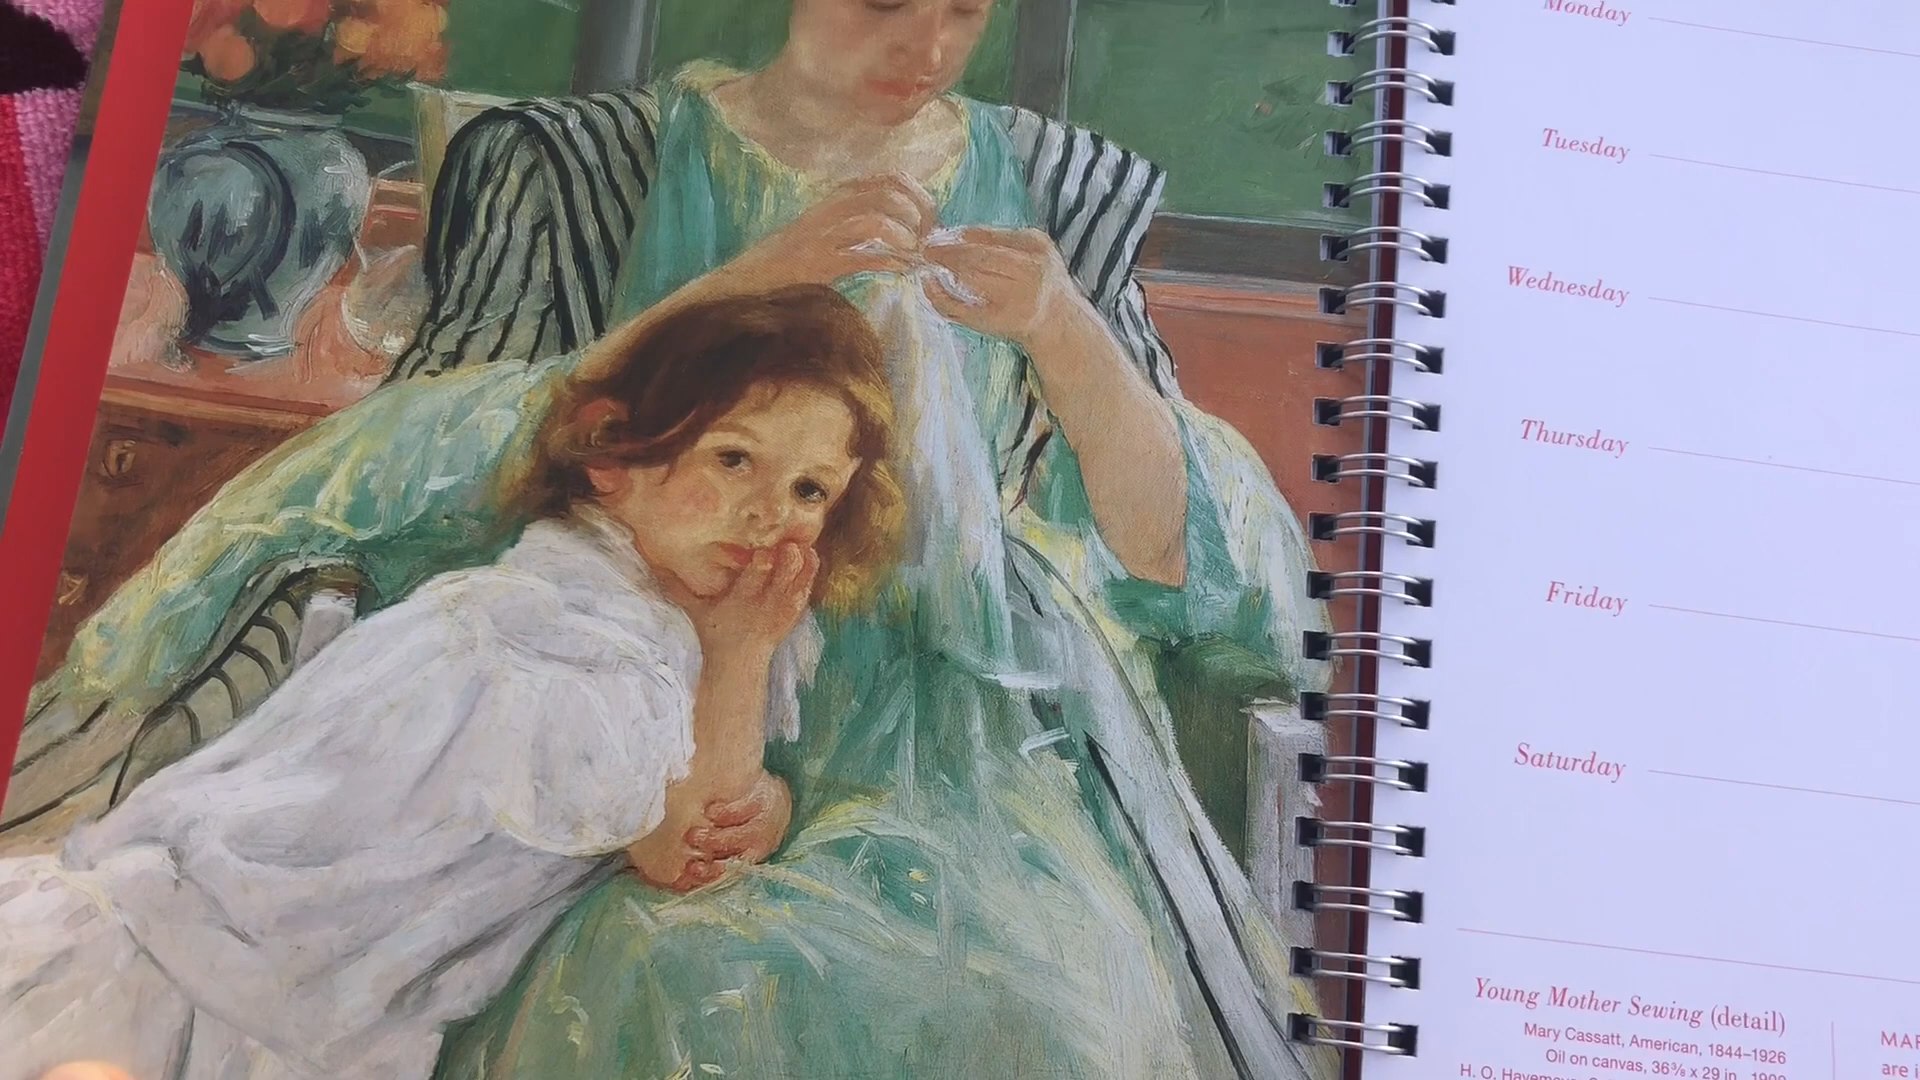 Monday
Tuesday
Wednesday
Thursday
Friday
Saturday
Young Mother Sewing (detail)
Mary Cassatt, American, 1844–1926
Oil on canvas, 36⅜ x 29 in.,
H. O.
are